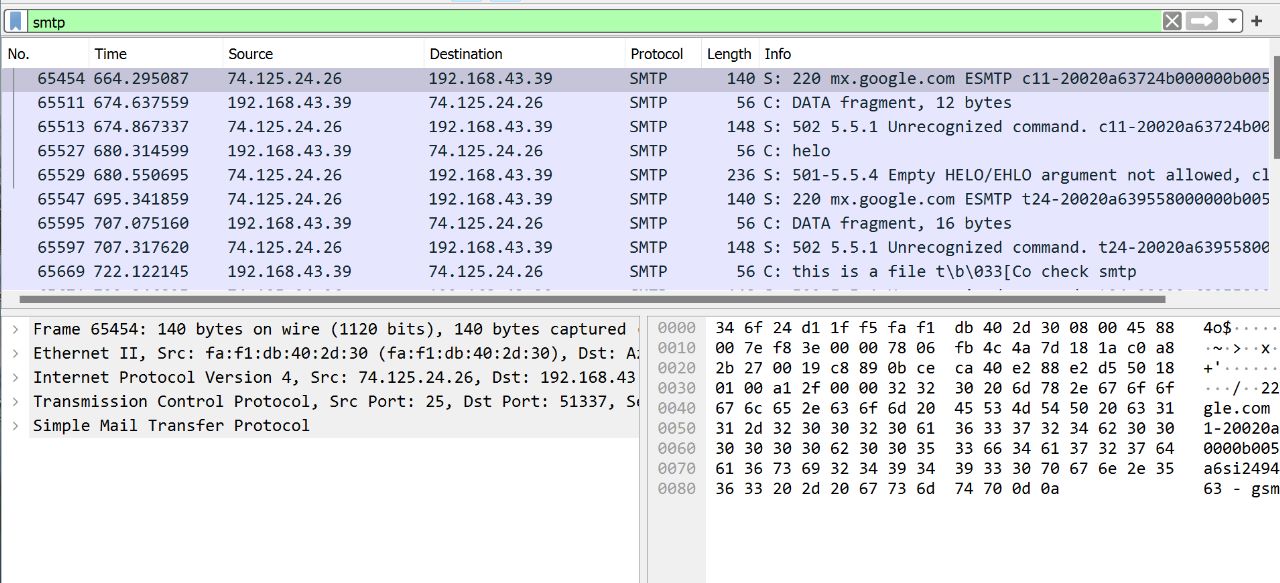 smtp
No. Time Source Destination Protocol Length Info
65454 664.295087 74.125.24.26 192.168.43.39 SMTP 140 S: 220 mx.google.com ESMTP c11-20020a63724b000000b005
65511 674.637559 192.168.43.39 74.125.24.26 SMTP 56 C: DATA fragment, 12 bytes
65513 674.867337 74.125.24.26 192.168.43.39 SMTP 148 S: 502 5.5.1 Unrecognized command. c11-20020a63724b00
65527 680.314599 192.168.43.39 74.125.24.26 SMTP 56 C: helo
65529 680.550695 74.125.24.26 192.168.43.39 SMTP 236 S: 501-5.5.4 Empty HELO/EHLO argument not allowed, cl
65547 695.341859 74.125.24.26 192.168.43.39 SMTP 140 S: 220 mx.google.com ESMTP t24-20020a639558000000b005
65595 707.075160 192.168.43.39 74.125.24.26 SMTP 56 C: DATA fragment, 16 bytes
65597 707.317620 74.125.24.26 192.168.43.39 SMTP 148 S: 502 5.5.1 Unrecognized command. t24-20020a63955800
65669 722.122145 192.168.43.39 74.125.24.26 SMTP 56 C: this is a file t\b\033[Co check smtp
Frame 65454: 140 bytes on wire (1120 bits), 140 bytes captured
Ethernet II, Src: fa:f1:db:40:2d:30 (fa:f1:db:40:2d:30), Dst: Az
Internet Protocol Version 4, Src: 74.125.24.26, Dst: 192.168.43
Transmission Control Protocol, Src Port: 25, Dst Port: 51337, Se
Simple Mail Transfer Protocol
0000 34 6f 24 d1 1f f5 fa f1 db 40 2d 30 08 00 45 88 4o$·····
0010 00 7e f8 3e 00 00 78 06 fb 4c 4a 7d 18 1a c0 a8 ·~·>··x·
0020 2b 27 00 19 c8 89 0b ce ca 40 e2 88 e2 d5 50 18 +'······
0030 01 00 a1 2f 00 00 32 32 30 20 6d 78 2e 67 6f 6f ···/··22
0040 67 6c 65 2e 63 6f 6d 20 45 53 4d 54 50 20 63 31 gle.com
0050 31 2d 32 30 30 32 30 61 36 33 37 32 34 62 30 30 1-20020a
0060 30 30 30 30 62 30 30 35 33 66 34 61 37 32 37 64 0000b005
0070 61 36 73 69 32 34 39 34 39 33 30 70 67 6e 2e 35 a6si2494
0080 36 33 20 2d 20 67 73 6d 74 70 0d 0a 63 - gsm